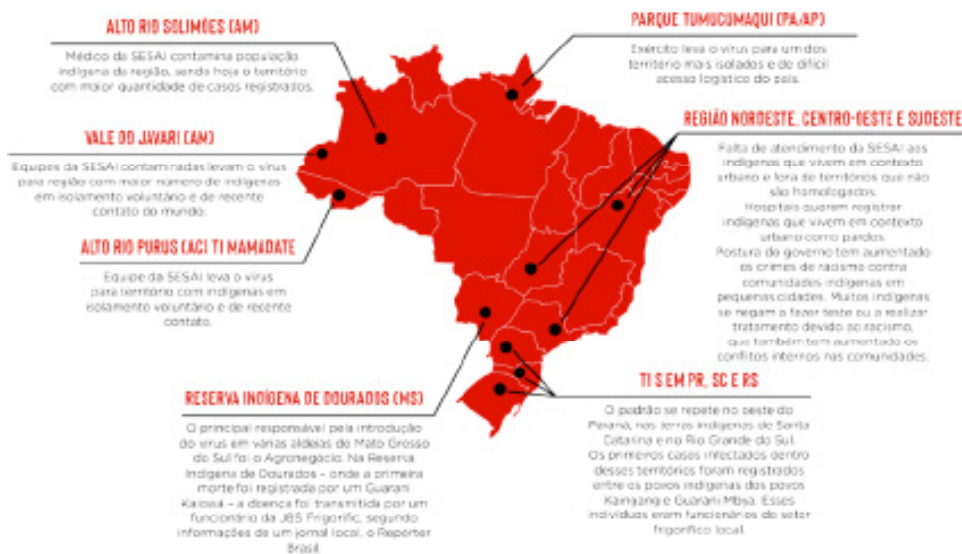 ALTO RIO SOLIMÕES (AM)
Médico da SESAI contamina população
indígena da região, sendo hoje o território
com maior quantidade de casos registrados.
VALE DO JAVARI (AM)
Equipes da SESAI contaminadas levam o vírus
para região com maior número de indígenas
em isolamento voluntário e de recente
contato do mundo.
ALTO RIO PURUS (AC) TI MAMADATE
Equipe da SESAI leva o vírus
para território com indígenas em
isolamento voluntário e de recente
contato.
RESERVA INDÍGENA DE DOURADOS (MS)
O principal responsável pela introdução
do vírus em várias aldeias do Mato Grosso
do Sul foi o Agronegócio. Na Reserva
Indígena de Dourados – onde a primeira
morte foi registrada por um Guarani
Kaiowá – a doença foi transmitida por um
funcionário da JBS Frigorific, segundo
informações de um jornal local, o Repórter
Brasil
PARQUE TUMUCUMAQUI (PA/AP)
Exército leva o vírus para um dos
território mais isolados e de difícil
acesso logístico do país.
REGIÃO NORDESTE, CENTRO-OESTE E SUDESTE
Falta de atendimento da SESAI aos
indígenas que vivem em contexto
urbano e fora de territórios que não
são homologados.
Hospitais querem registrar
indígenas que vivem em contexto
urbano como pardos.
Postura do governo tem aumentado
os crimes de racismo contra
comunidades indígenas em
pequenas cidades. Muitos indígenas
se negam a fazer teste ou a realizar
tratamento devido ao racismo,
que também tem aumentado os
conflitos internos nas comunidades.
TI S EM PR, SC E RS
O padrão se repete no oeste do
Paraná, nas terras indígenas de Santa
Catarina e no Rio Grande do Sul.
Os primeiros casos infectados dentro
desses territórios foram registrados
entre os povos indígenas dos povos
Kaingang e Guarani Mbya. Esses
indivíduos eram funcionários do setor
frigorífico local.